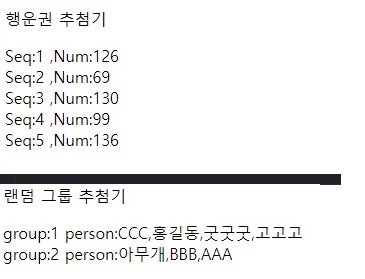 행운권 추첨기
Seq:1 ,Num:126
Seq:2 ,Num:69
Seq:3 ,Num:130
Seq:4 ,Num:99
Seq:5 ,Num:136
랜덤 그룹 추첨기
group:1 person:CCC,홍길동,굿굿굿,고고고
group:2 person:아무개,BBB,AAA